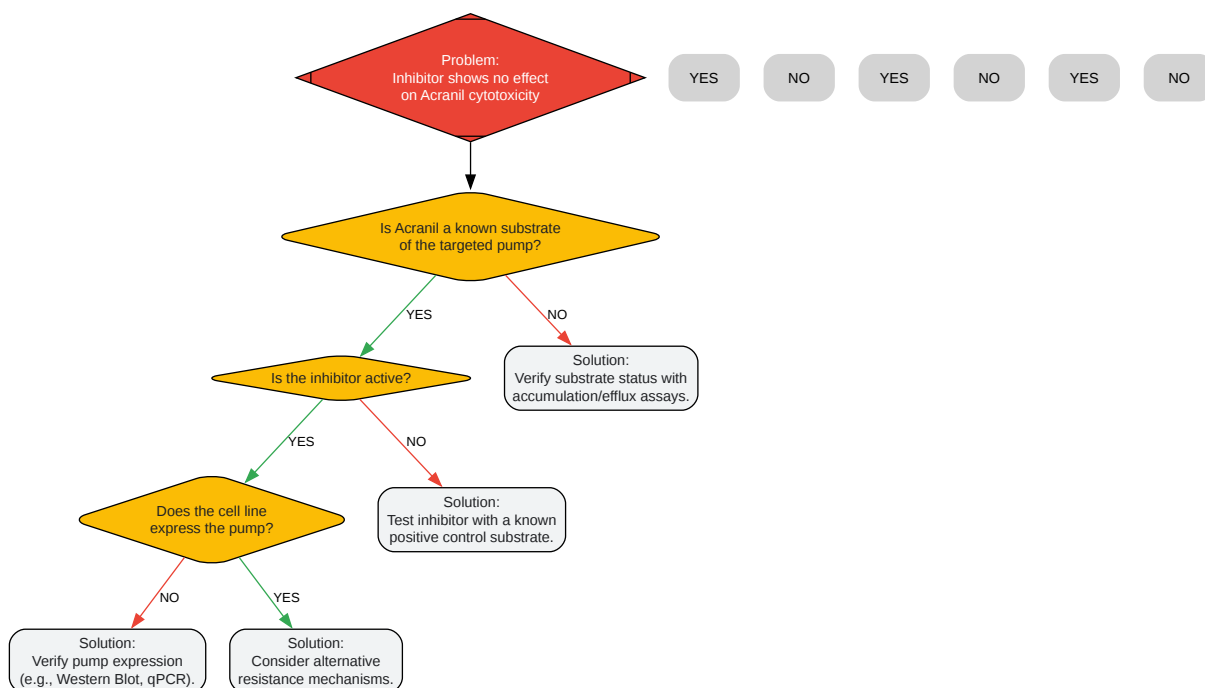 Problem:
Inhibitor shows no effect
on Acranil cytotoxicity
YES
NO
YES
NO
YES
NO
Is Acranil a known substrate
of the targeted pump?
YES
NO
Is the inhibitor active?
Solution:
Verify substrate status with
accumulation/efflux assays.
YES
NO
Does the cell line
express the pump?
Solution:
Test inhibitor with a known
positive control substrate.
NO
YES
Solution:
Verify pump expression
(e.g., Western Blot, qPCR).
Solution:
Consider alternative
resistance mechanisms.